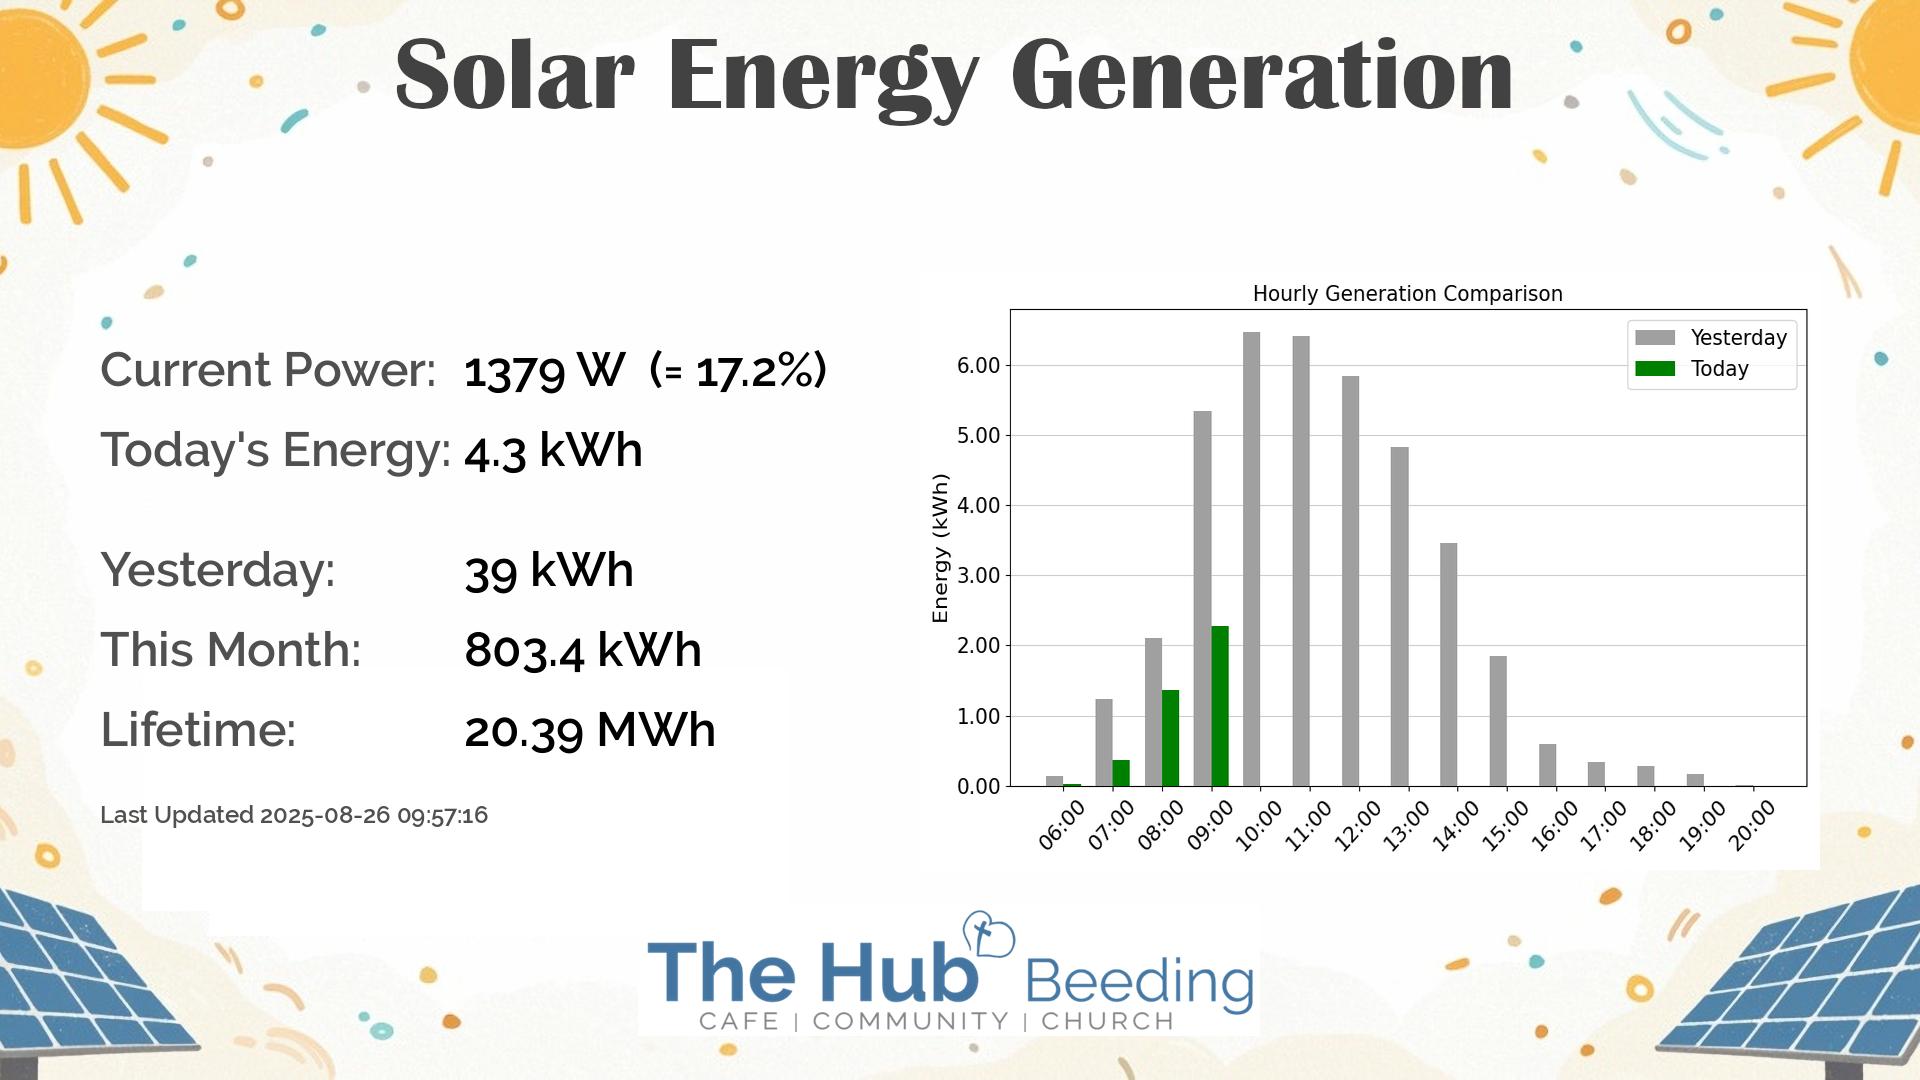 Solar Energy Generation
Current Power: 1379 W (= 17.2%)
Today's Energy: 4.3 kWh
Yesterday: 39 kWh
This Month: 803.4 kWh
Lifetime: 20.39 MWh
Last Updated 2025-08-26 09:57:16
Hourly Generation Comparison
Yesterday
Today
Energy (kWh)
6.00
5.00
4.00
3.00
2.00
1.00
0.00
06:00 07:00 08:00 09:00 10:00 11:00 12:00 13:00 14:00 15:00 16:00 17:00 18:00 19:00 20:00
The Hub Beeding
CAFE | COMMUNITY | CHURCH